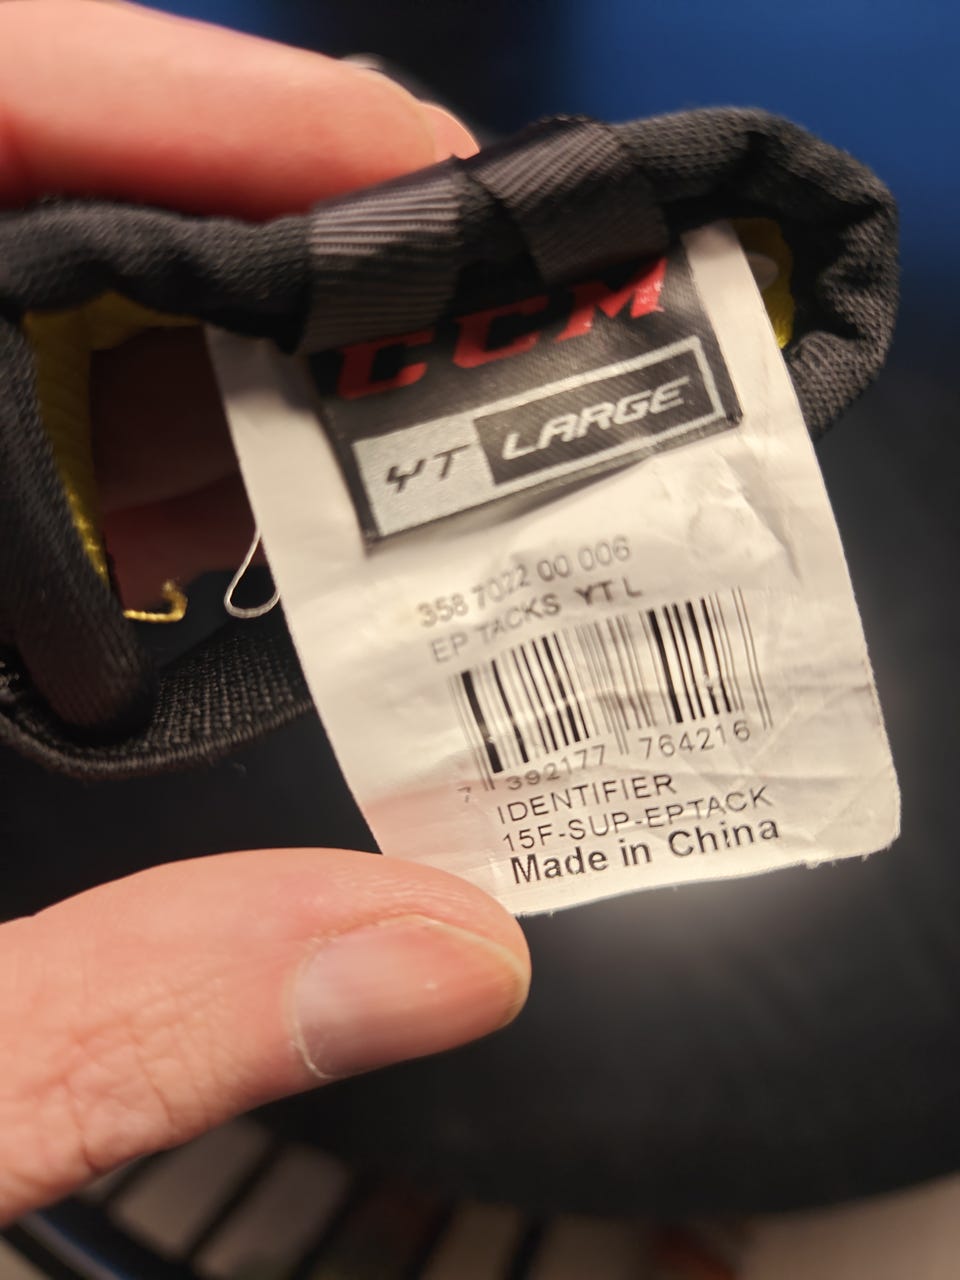 CCM
YT LARGE
358 7022 00 006
EP TACKS YT L
7 392177 764216
IDENTIFIER
15F-SUP-EPTACK
Made in China